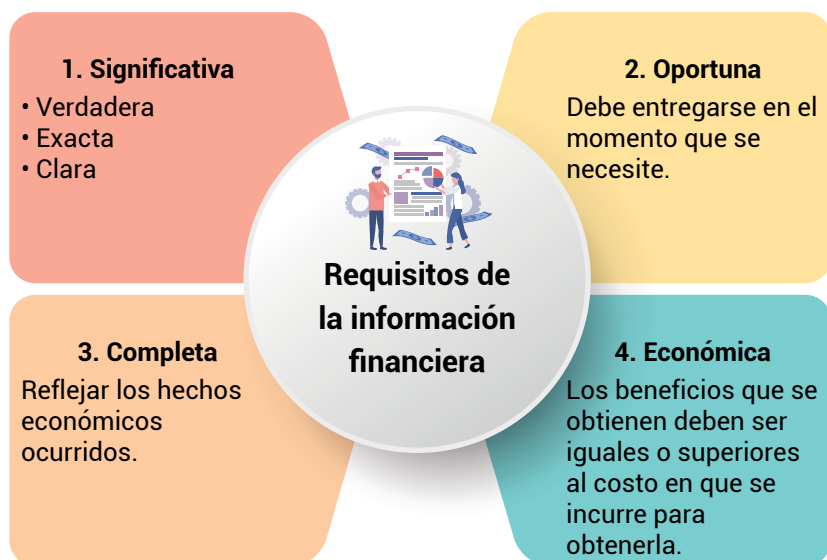 1. Significativa
• Verdadera
• Exacta
• Clara
2. Oportuna
Debe entregarse en el
momento que se
necesite.
Requisitos de
la información
financiera
3. Completa
Reflejar los hechos
económicos
ocurridos.
4. Económica
Los beneficios que se
obtienen deben ser
iguales o superiores
al costo en que se
incurre para
obtenerla.